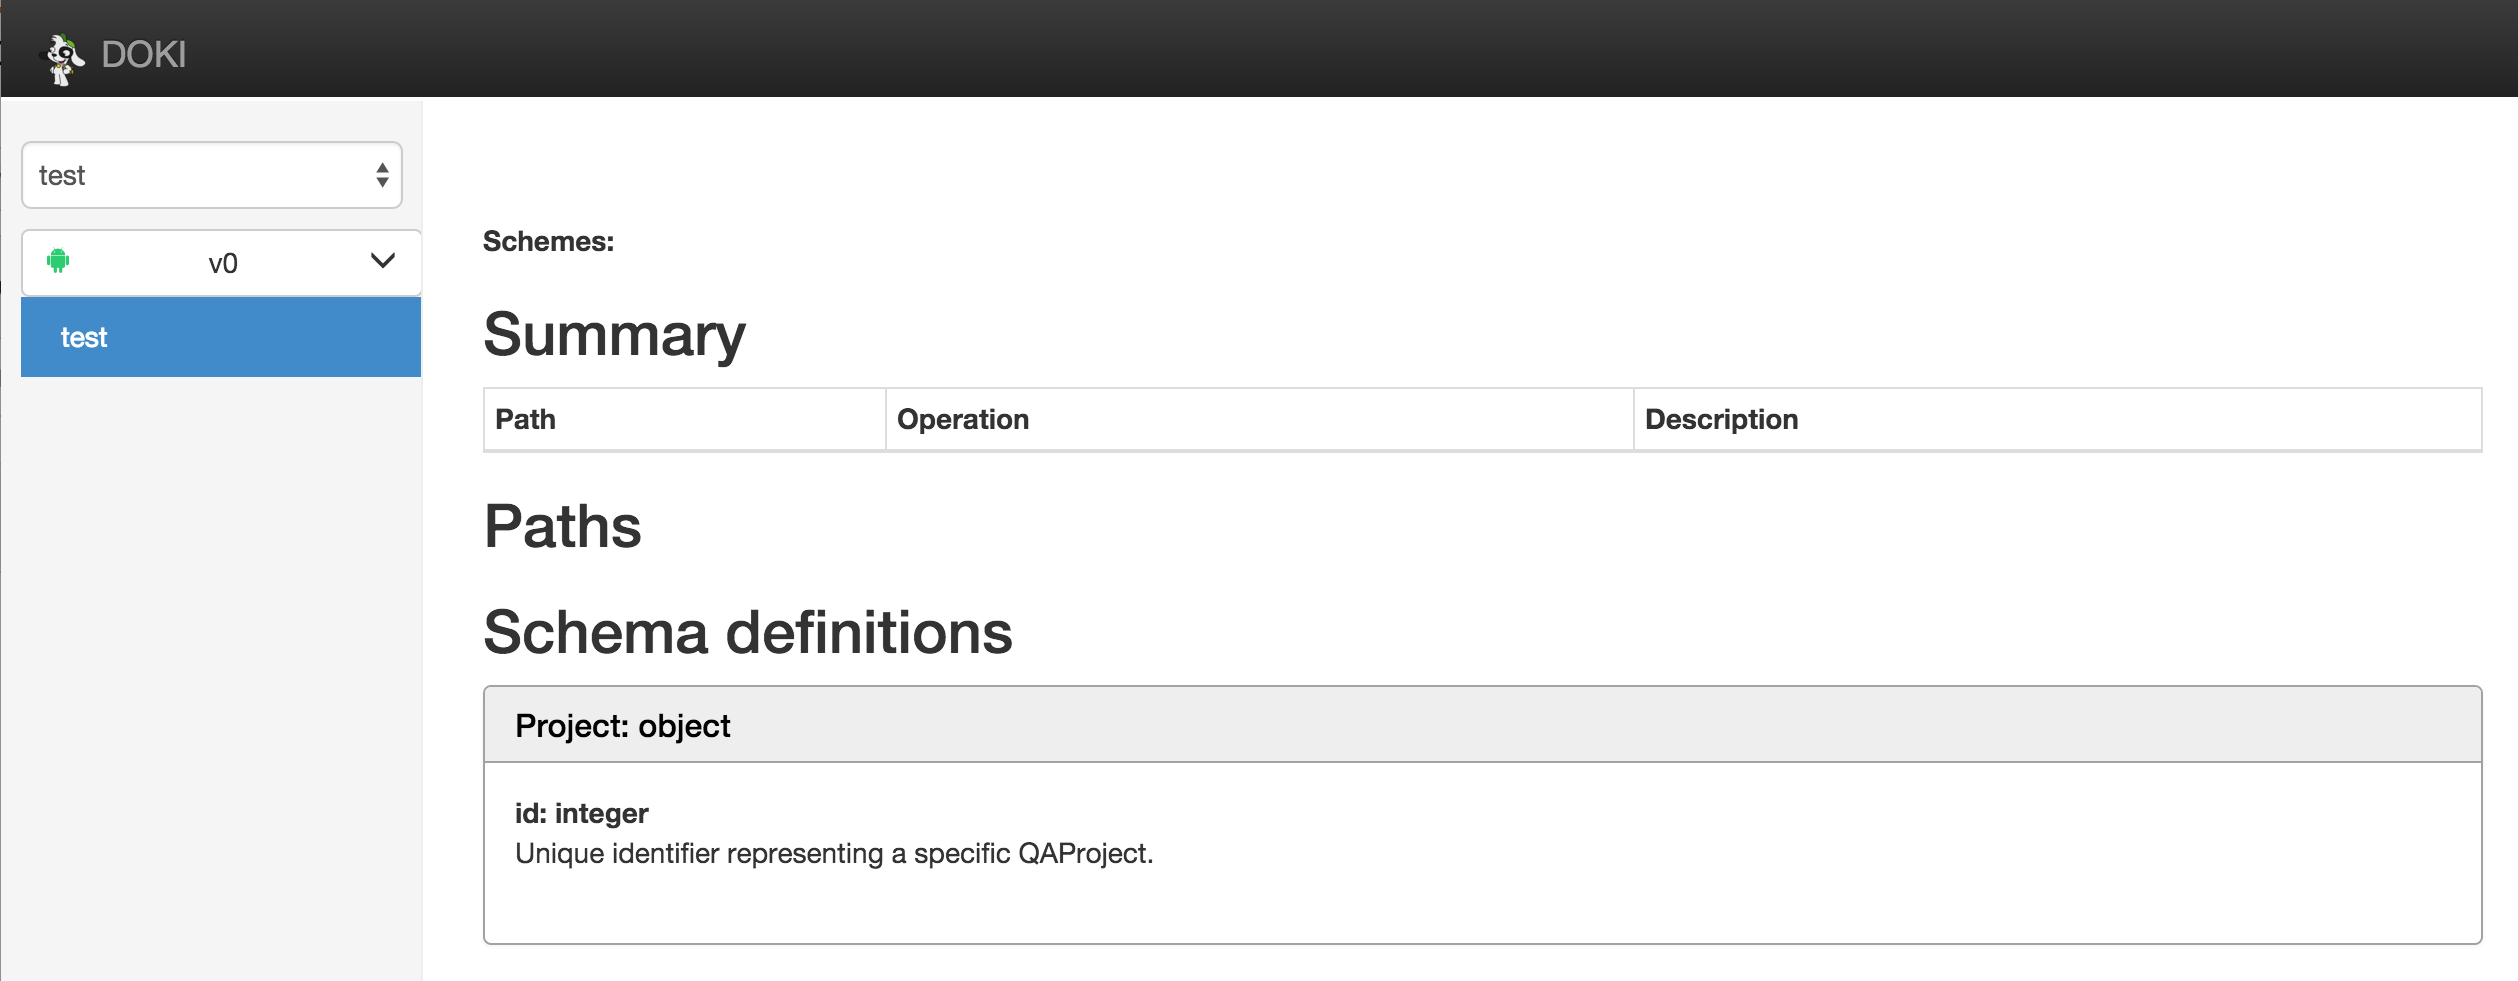 DOKI
test
v0
test
Schemes:
Summary
Path Operation Description
Paths
Schema definitions
Project: object
id: integer
Unique identifier representing a specific QAProject.